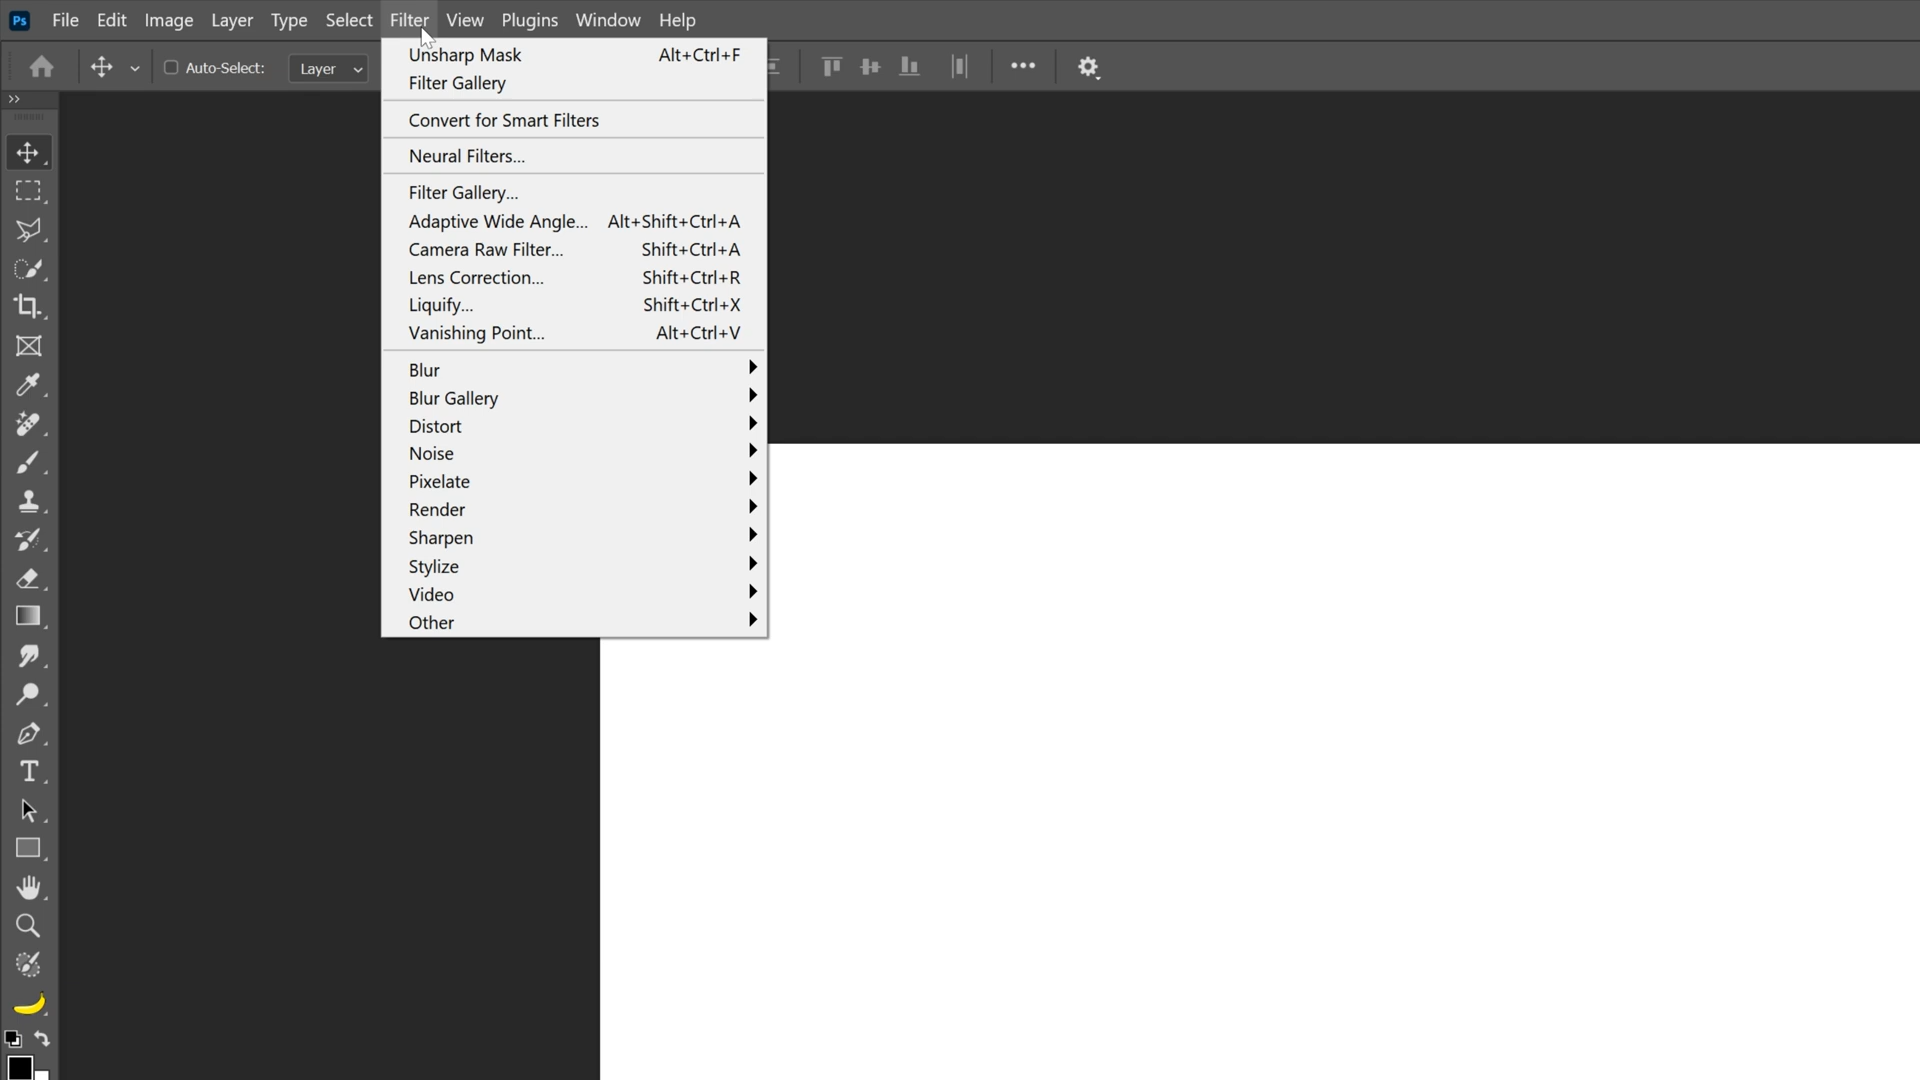 Ps File Edit Image Layer Type Select Filter View Plugins Window Help
Auto-Select: Layer
Unsharp Mask Alt+Ctrl+F
Filter Gallery
Convert for Smart Filters
Neural Filters...
Filter Gallery...
Adaptive Wide Angle... Alt+Shift+Ctrl+A
Camera Raw Filter... Shift+Ctrl+A
Lens Correction... Shift+Ctrl+R
Liquify... Shift+Ctrl+X
Vanishing Point... Alt+Ctrl+V
Blur
Blur Gallery
Distort
Noise
Pixelate
Render
Sharpen
Stylize
Video
Other